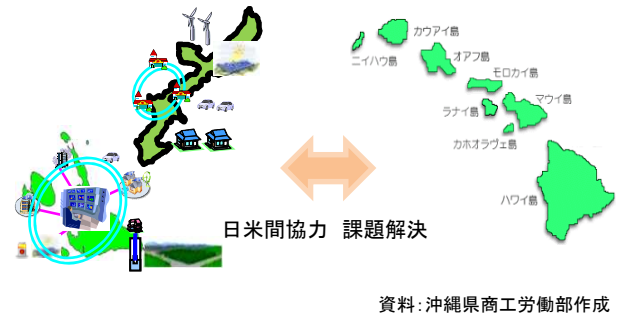 カウアイ島
ニイハウ島
オアフ島
モロカイ島
ラナイ島
マウイ島
カホオラヴェ島
ハワイ島
日米間協力 課題解決
資料：沖縄県商工労働部作成